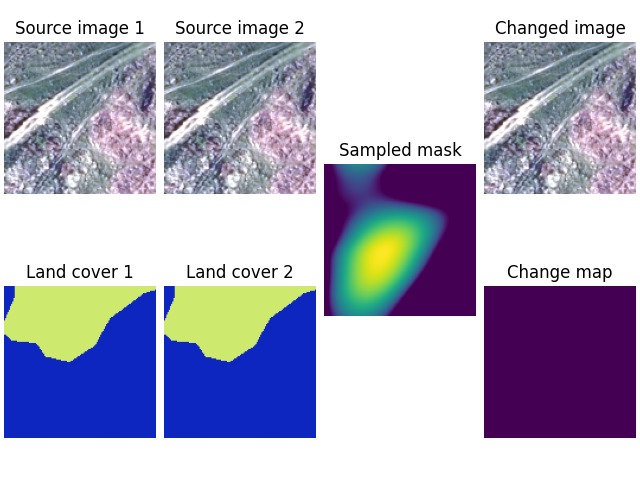 Source image 1
Source image 2
Changed image
Sampled mask
Land cover 1
Land cover 2
Change map